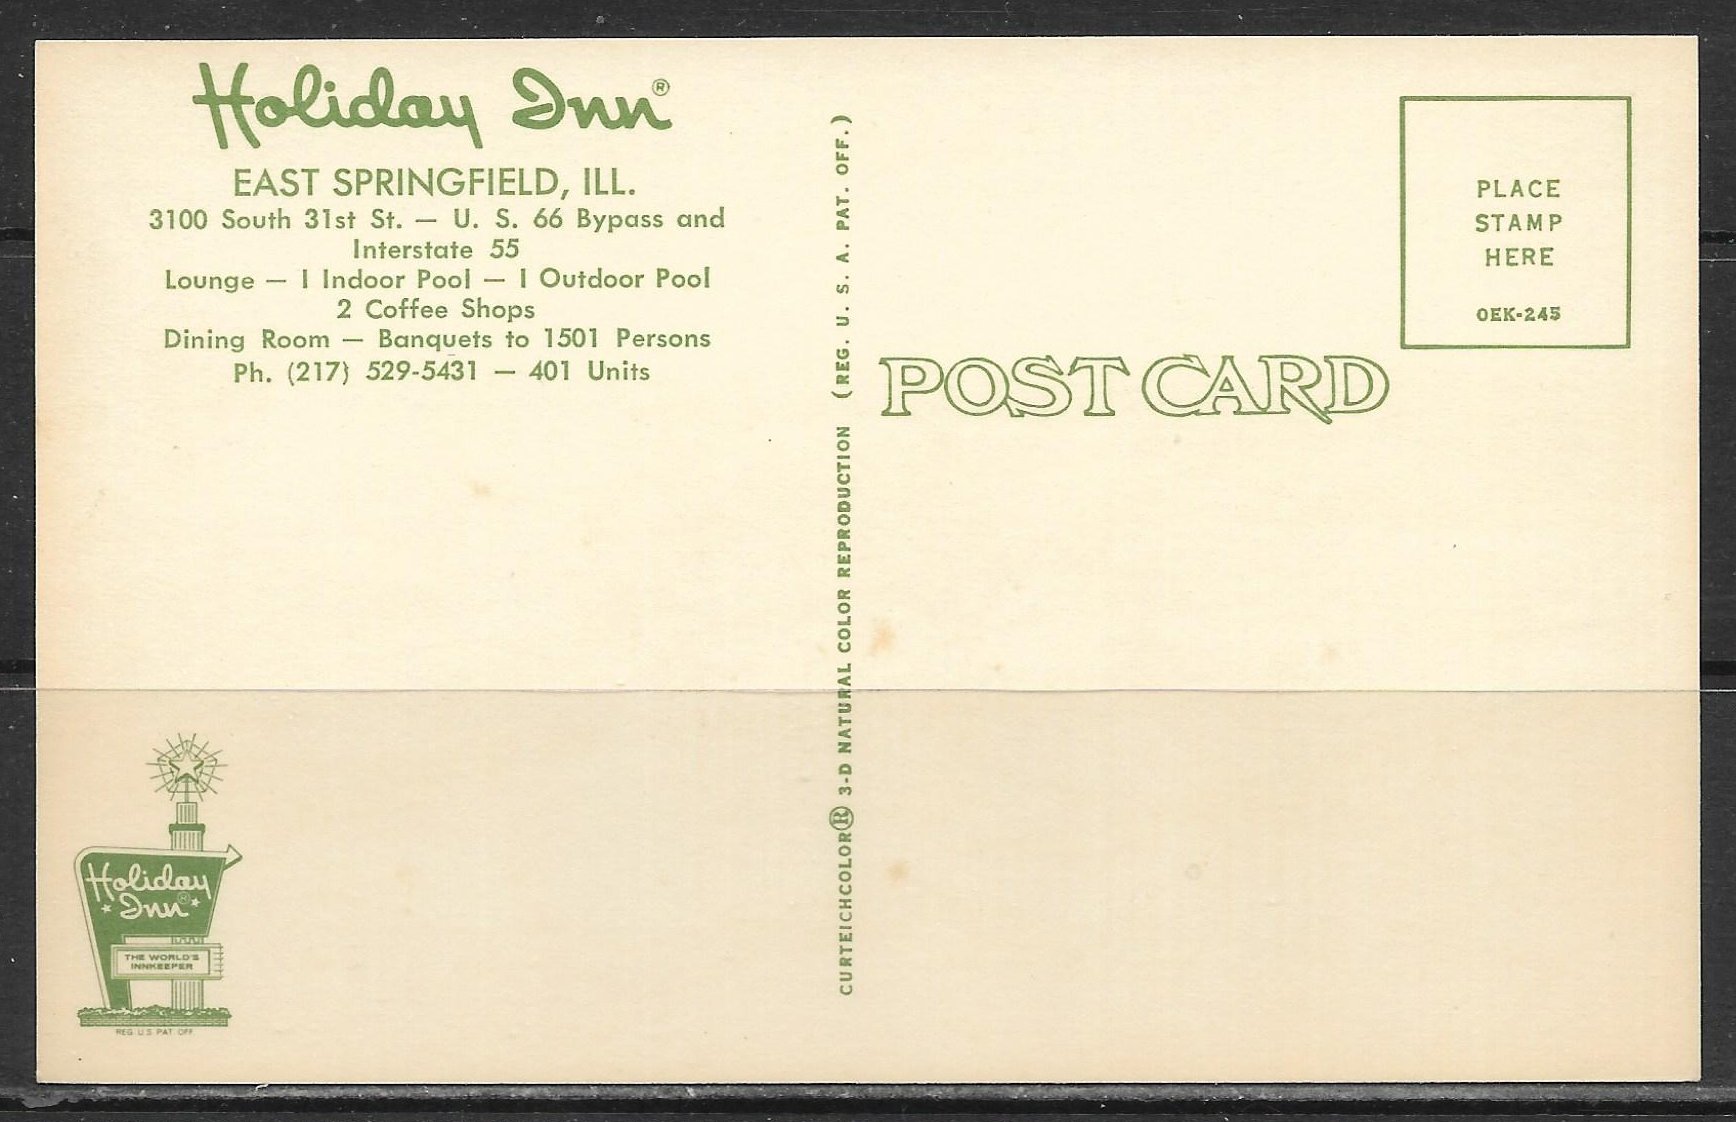 Holiday Inn®
EAST SPRINGFIELD, ILL.
3100 South 31st St. — U. S. 66 Bypass and
Interstate 55
Lounge — 1 Indoor Pool — 1 Outdoor Pool
2 Coffee Shops
Dining Room — Banquets to 1501 Persons
Ph. (217) 529-5431 — 401 Units
Holiday
Inn®
THE WORLD'S
INNKEEPER
REG. U.S. PAT. OFF.
CURTEICHCOLOR® 3-D NATURAL COLOR REPRODUCTION (REG. U. S. A. PAT. OFF.)
POST CARD
PLACE
STAMP
HERE
OEK-245